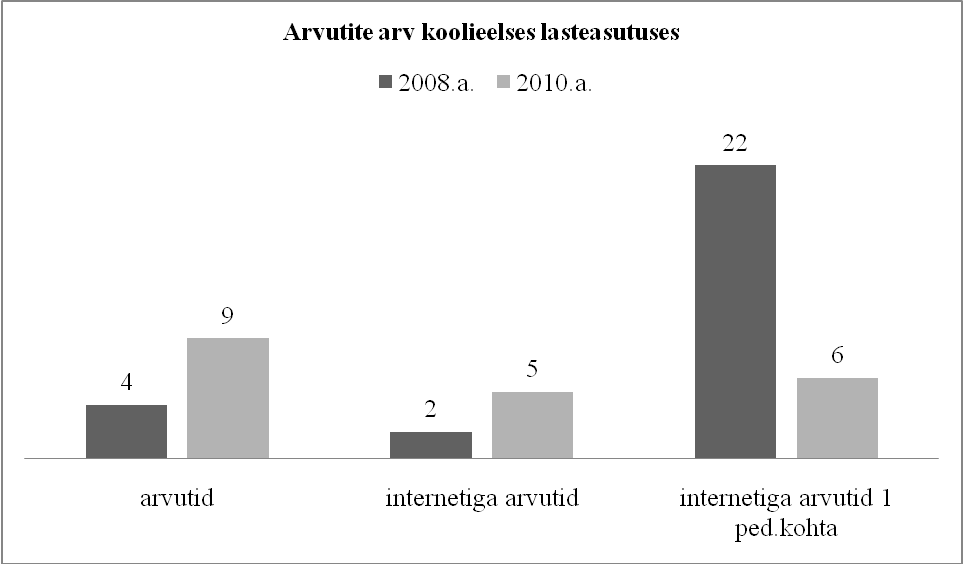 Arvutite arv koolieelses lasteasutuses
2008.a. 2010.a.
22
9
6
5
4
2
arvutid
internetiga arvutid
internetiga arvutid 1
ped.kohta